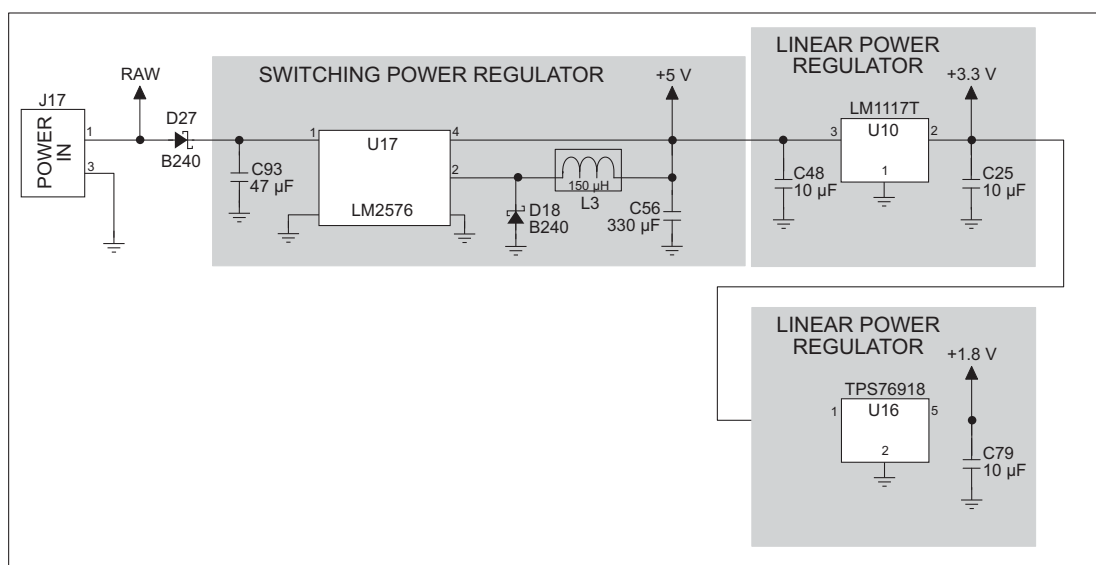 SWITCHING POWER REGULATOR
LINEAR POWER
REGULATOR
RAW
+5 V
+3.3 V
J17
POWER
IN
1
3
D27
B240
C93
47 µF
1
U17
4
2
LM2576
D18
B240
150 µH
L3
C56
330 µF
LM1117T
3
U10
2
1
C48
10 µF
C25
10 µF
LINEAR POWER
REGULATOR
+1.8 V
TPS76918
1
U16
5
2
C79
10 µF